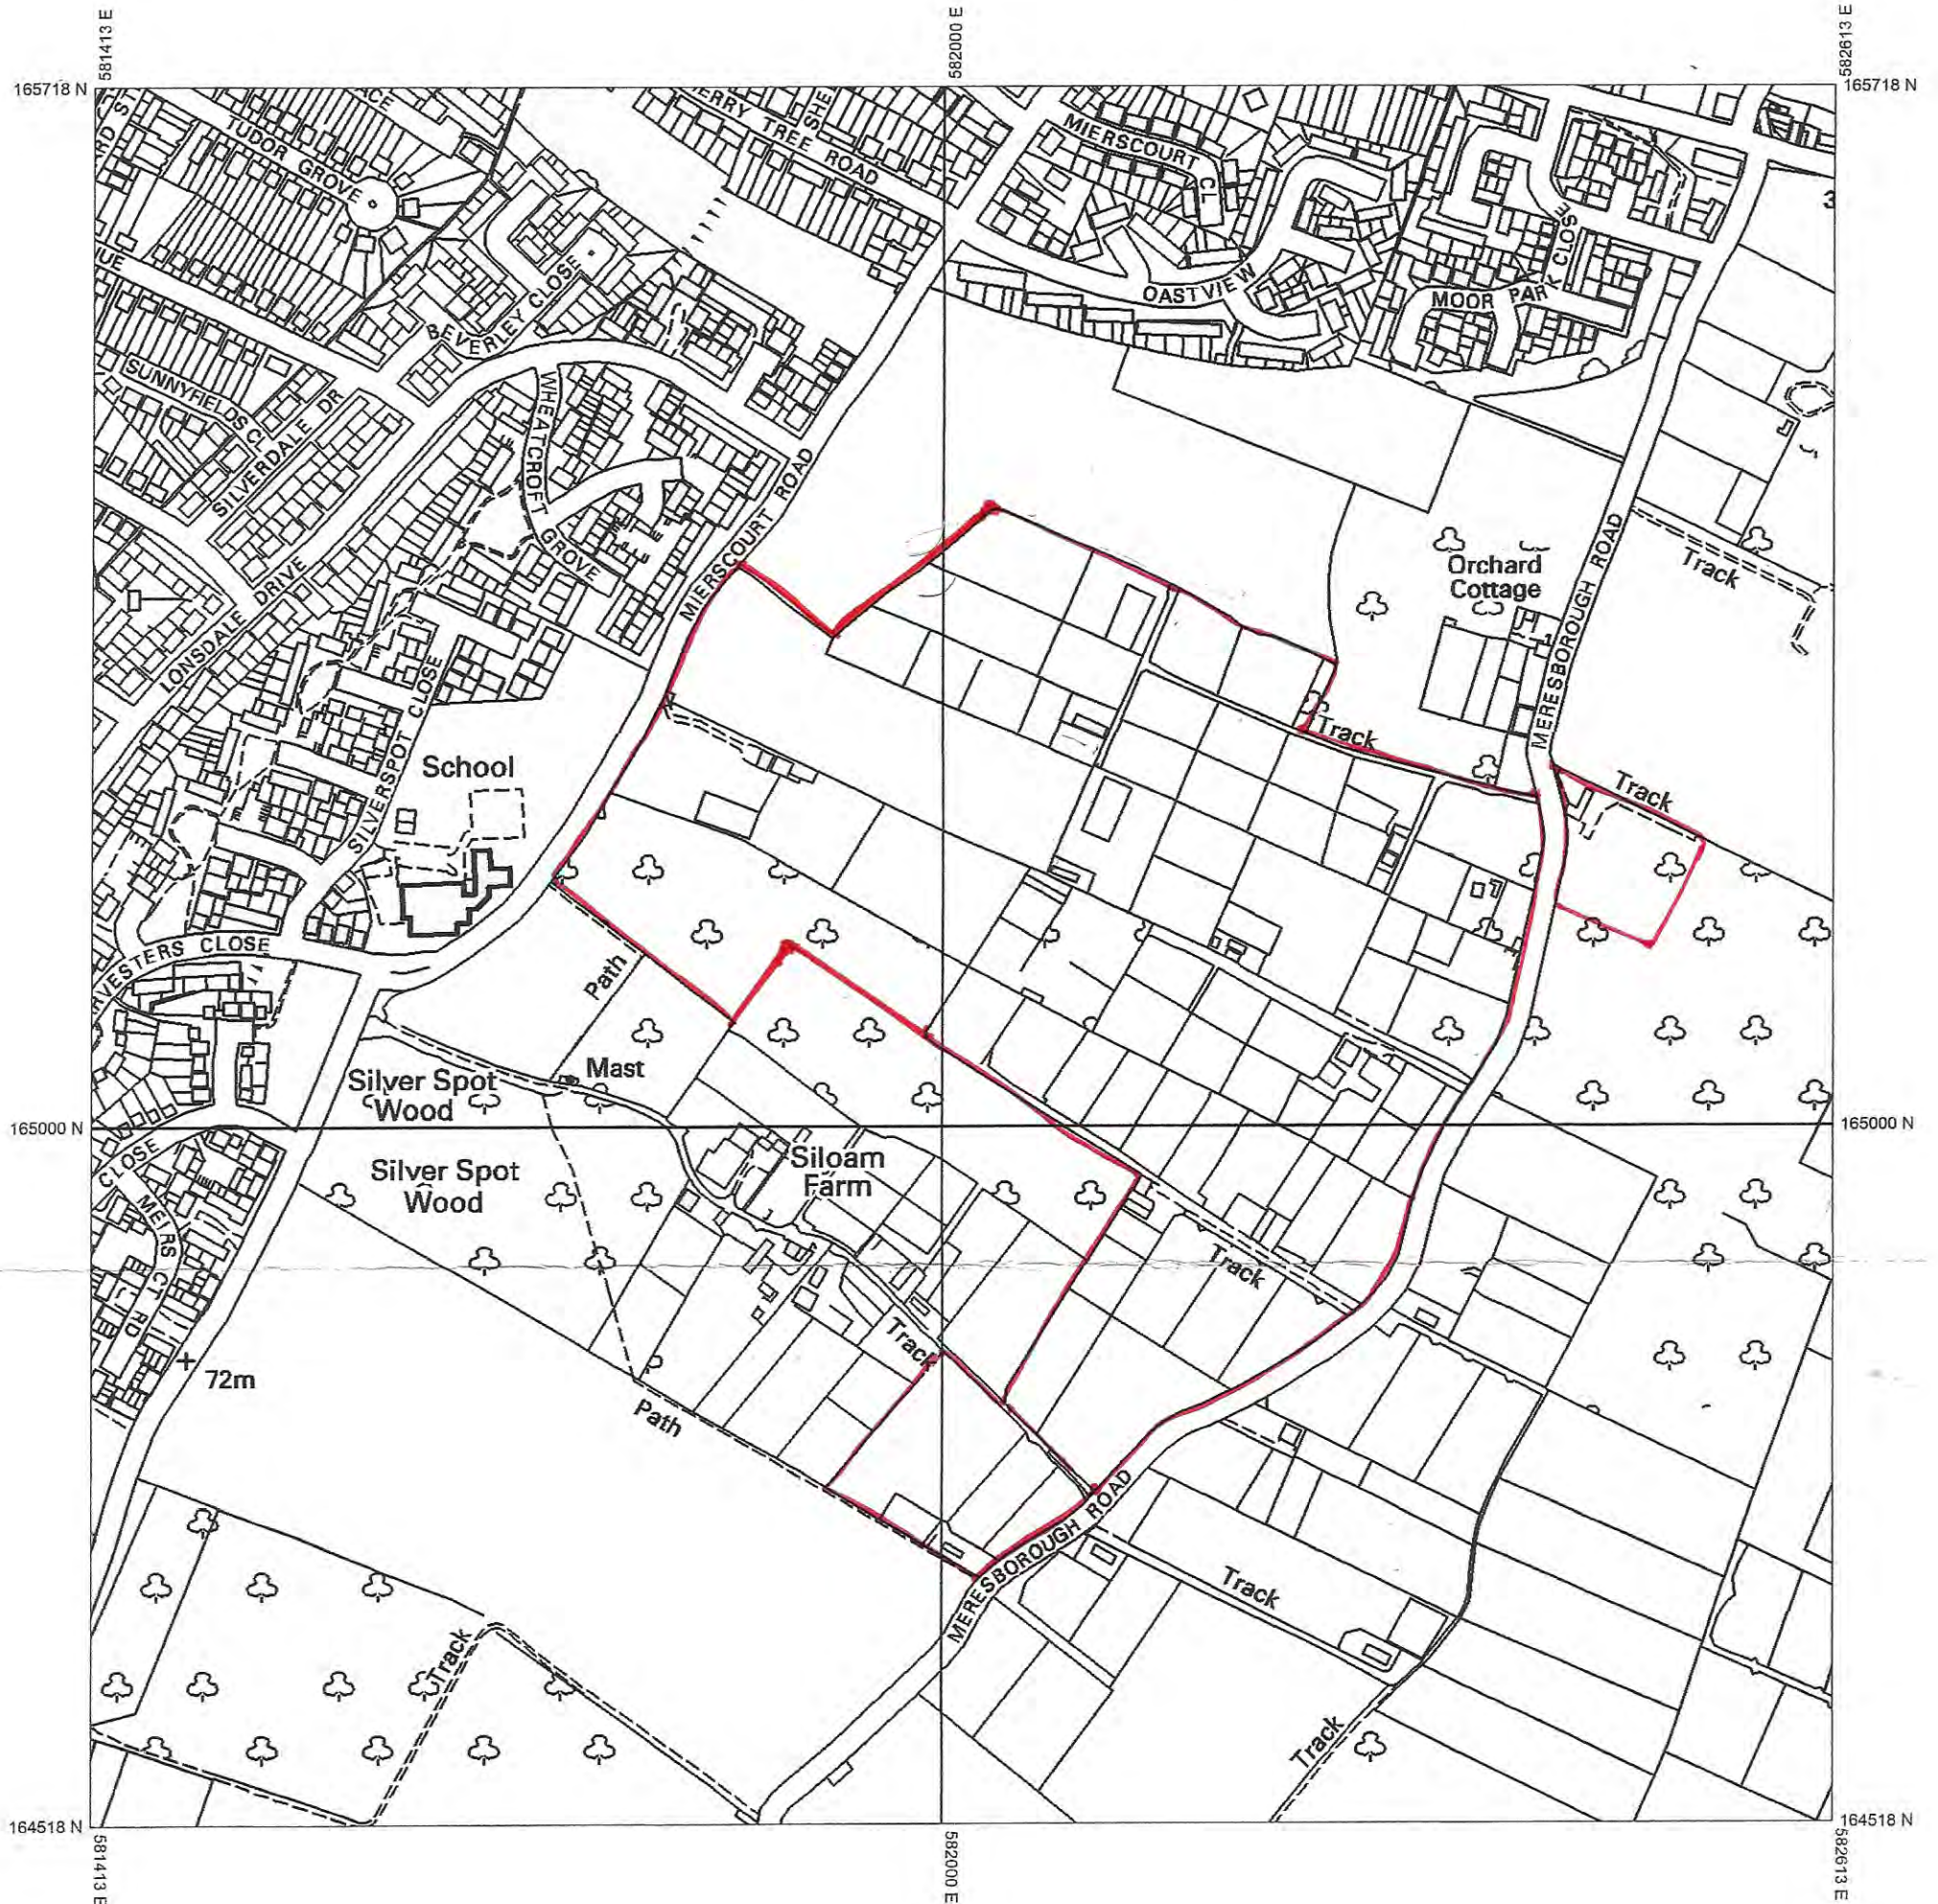 581413 E
582000 E
582613 E
165718 N
165718 N
TUDOR GROVE
CHERRY TREE ROAD
MIERSCOURT
CL
3
BEVERLEY CLOSE
OASTVIEW
MOOR PARK CLOSE
SUNNYFIELDS CL
SILVERDALE DR
WHEATCROFT
GROVE
MIERSCOURT ROAD
Orchard
Cottage
MERESBOROUGH ROAD
Track
LONSDALE DRIVE
SILVERSPOT CLOSE
School
Track
Track
Path
Mast
Silver Spot
Wood
165000 N
165000 N
CLOSE
Silver Spot
Wood
Siloam
Farm
MEIRS CT RD
Track
72m
Track
Path
MERESBOROUGH ROAD
Track
Track
Track
164518 N
164518 N
581413 E
582000 E
582613 E